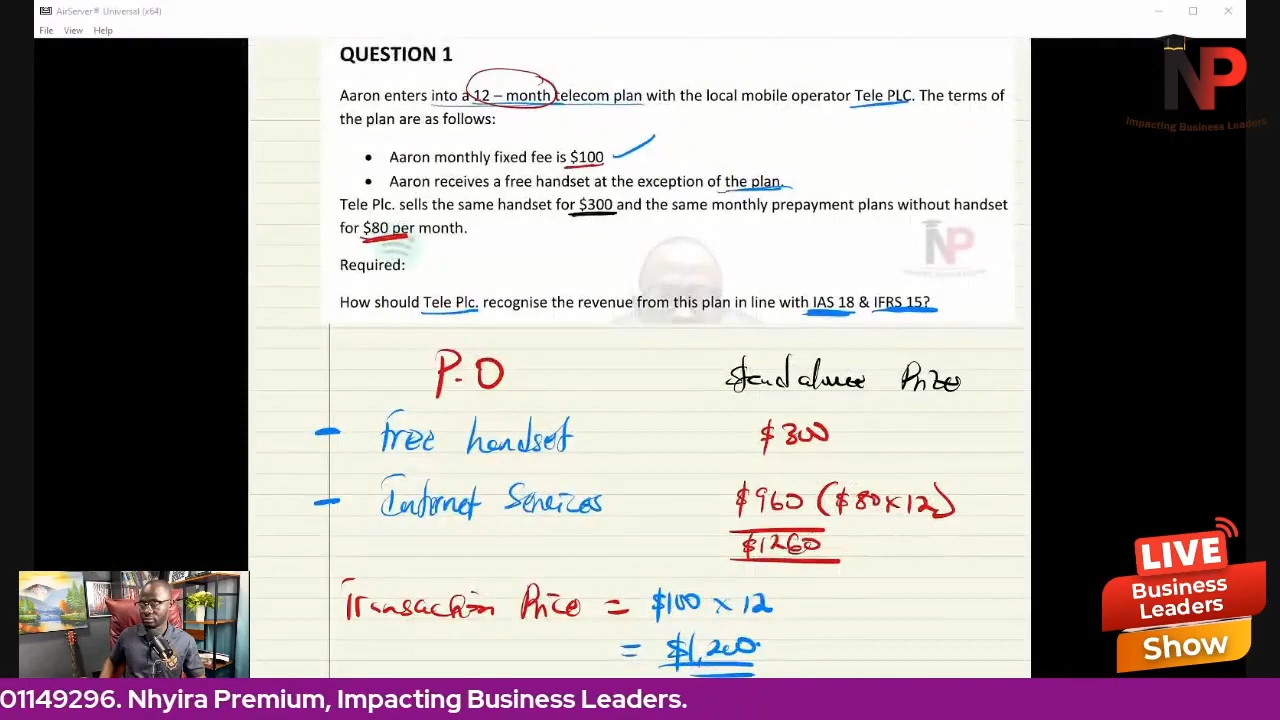 AirServer® Universal (x64)
File View Help
QUESTION 1
Aaron enters into a 12 – month telecom plan with the local mobile operator Tele PLC. The terms of
the plan are as follows:
• Aaron monthly fixed fee is $100
• Aaron receives a free handset at the exception of the plan.
Tele Plc. sells the same handset for $300 and the same monthly prepayment plans without handset
for $80 per month.
Required:
How should Tele Plc. recognise the revenue from this plan in line with IAS 18 & IFRS 15?
P.O Standalone Price
- Free handset $300
- Internet Services $960 ($80 x 12)
$1260
Transaction Price = $100 x 12
= $1,200
NP
Impacting Business Leaders
NP
LIVE
Business
Leaders
Show
01149296. Nhyira Premium, Impacting Business Leaders.